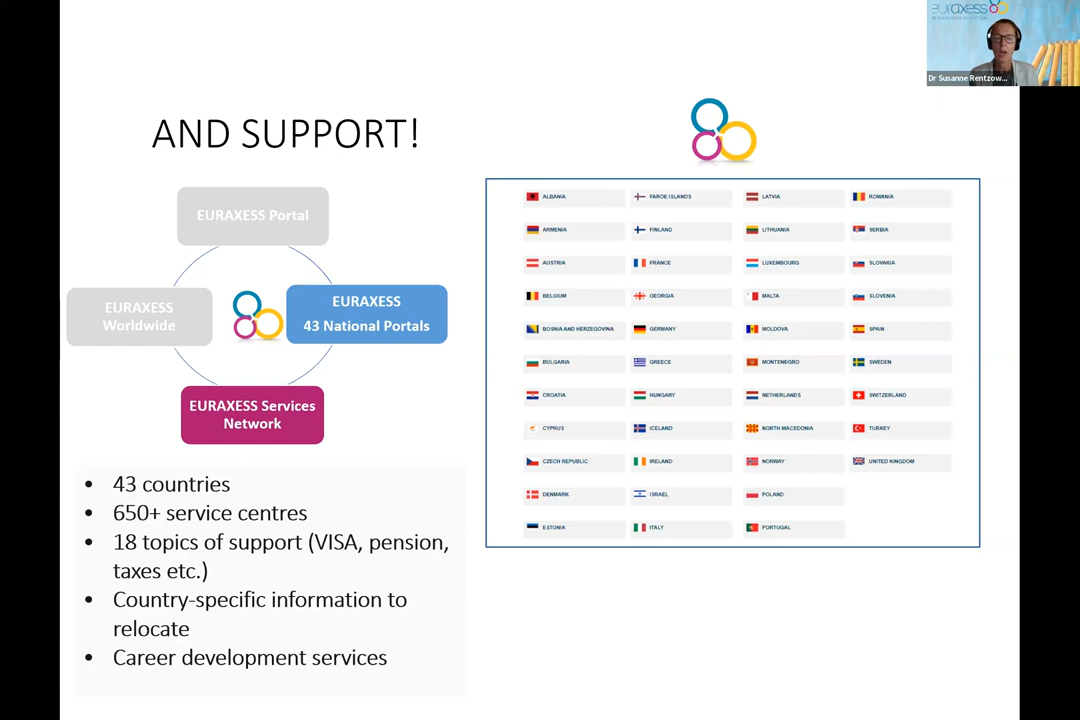 euraxess
Dr Susanne Rentzow...
AND SUPPORT!
EURAXESS Portal
EURAXESS
Worldwide
EURAXESS
43 National Portals
EURAXESS Services
Network
• 43 countries
• 650+ service centres
• 18 topics of support (VISA, pension,
taxes etc.)
• Country-specific information to
relocate
• Career development services
ALBANIA
ARMENIA
AUSTRIA
BELGIUM
BOSNIA AND HERZEGOVINA
BULGARIA
CROATIA
CYPRUS
CZECH REPUBLIC
DENMARK
ESTONIA
FAROE ISLANDS
FINLAND
FRANCE
GEORGIA
GERMANY
GREECE
HUNGARY
ICELAND
IRELAND
ISRAEL
ITALY
LATVIA
LITHUANIA
LUXEMBOURG
MALTA
MOLDOVA
MONTENEGRO
NETHERLANDS
NORTH MACEDONIA
NORWAY
POLAND
PORTUGAL
ROMANIA
SERBIA
SLOVAKIA
SLOVENIA
SPAIN
SWEDEN
SWITZERLAND
TURKEY
UNITED KINGDOM